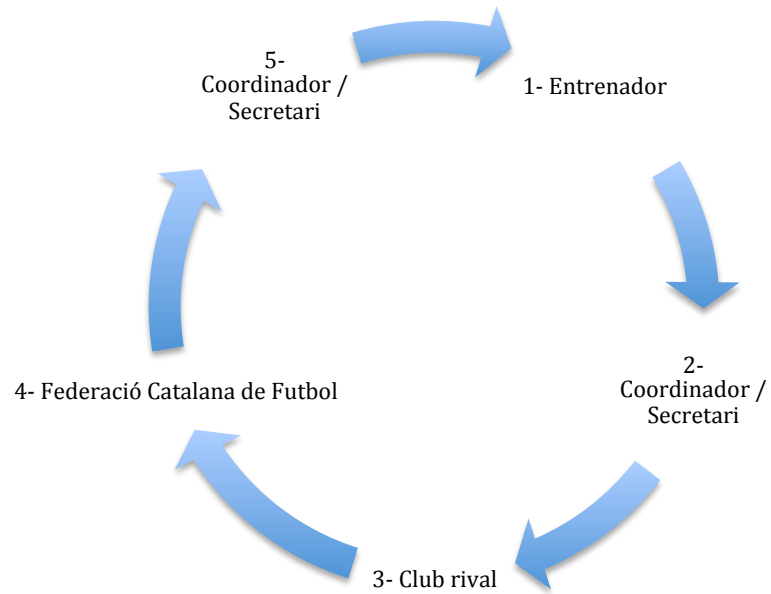 1- Entrenador
2-
Coordinador /
Secretari
3- Club rival
4- Federació Catalana de Futbol
5-
Coordinador /
Secretari